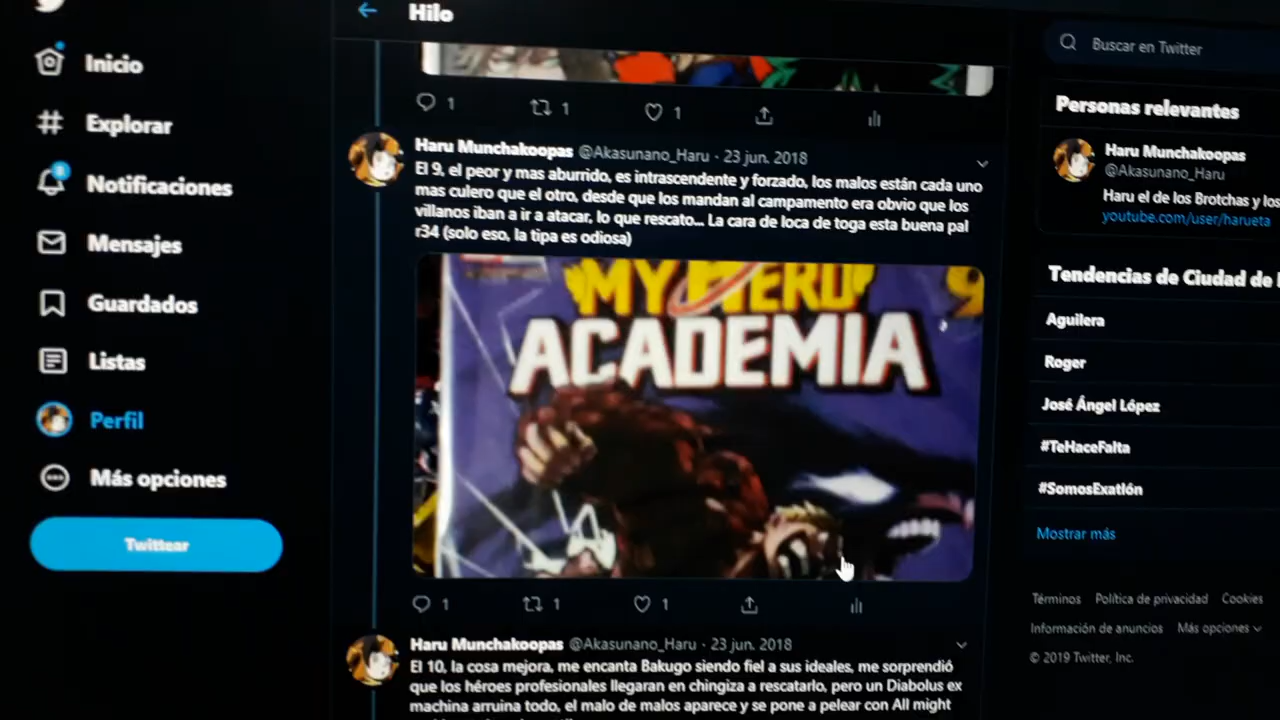 Hilo
Inicio
Explorar
Notificaciones
Mensajes
Guardados
Listas
Perfil
Más opciones
Twittear
1 1 1
Haru Munchakoopas @Akasunano_Haru · 23 jun. 2018
El 9, el peor y mas aburrido, es intrascendente y forzado, los malos están cada uno
mas culero que el otro, desde que los mandan al campamento era obvio que los
villanos iban a ir a atacar, lo que rescato... La cara de loca de toga esta buena pal
r34 (solo eso, la tipa es odiosa)
MY HERO
ACADEMIA
9
1 1 1
Haru Munchakoopas @Akasunano_Haru · 23 jun. 2018
El 10, la cosa mejora, me encanta Bakugo siendo fiel a sus ideales, me sorprendió
que los héroes profesionales llegaran en chingiza a rescatarlo, pero un Diabolus ex
machina arruina todo, el malo de malos aparece y se pone a pelear con All might
Buscar en Twitter
Personas relevantes
Haru Munchakoopas
@Akasunano_Haru
Haru el de los Brotchas y los
youtube.com/user/harueta
Tendencias de Ciudad de
Aguilera
Roger
José Ángel López
#TeHaceFalta
#SomosExatlón
Mostrar más
Términos Política de privacidad Cookies
Información de anuncios Más opciones
© 2019 Twitter, Inc.